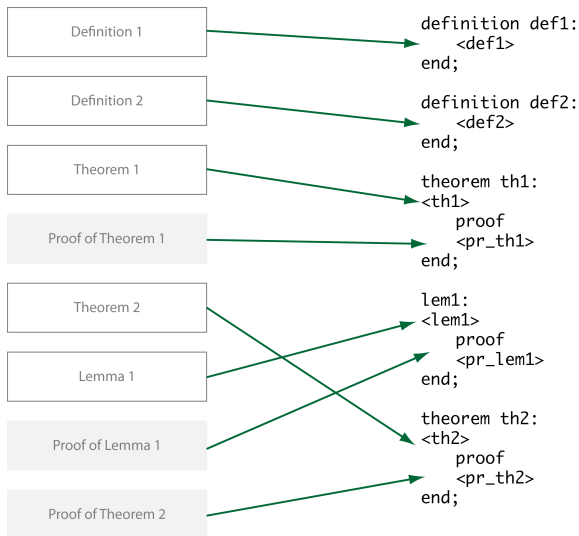 Definition 1
Definition 2
Theorem 1
Proof of Theorem 1
Theorem 2
Lemma 1
Proof of Lemma 1
Proof of Theorem 2
definition def1:
<def1>
end;
definition def2:
<def2>
end;
theorem th1:
<th1>
proof
<pr_th1>
end;
lem1:
<lem1>
proof
<pr_lem1>
end;
theorem th2:
<th2>
proof
<pr_th2>
end;